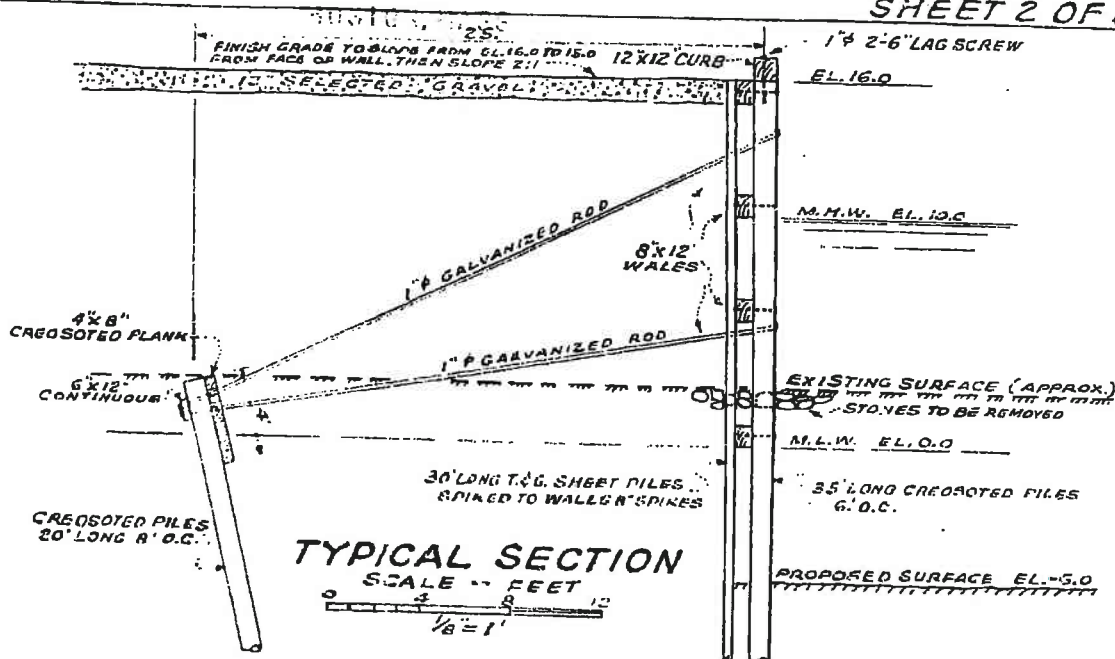 SHEET 2 OF
25'
FINISH GRADE TO SLOPE FROM EL.16.0 TO 15.0
FROM FACE OF WALL, THEN SLOPE 2:1
12"X12" CURB
1"φ 2'-6" LAG SCREW
EL. 16.0
SELECTED GRAVEL
1"φ GALVANIZED ROD
M.H.W. EL. 10.0
8"X12"
WALES
4"X8"
CREOSOTED PLANK
1"φ GALVANIZED ROD
6"X12"
CONTINUOUS
EXISTING SURFACE (APPROX.)
STONES TO BE REMOVED
M.L.W. EL. 0.0
30' LONG T.&G. SHEET PILES
SPIKED TO SPIKES
35' LONG CREOSOTED PILES
6' O.C.
CREOSOTED PILES
20' LONG 8' O.C.
TYPICAL SECTION
SCALE FEET
0 4 8 12
1/8" = 1'
PROPOSED SURFACE EL.-5.0